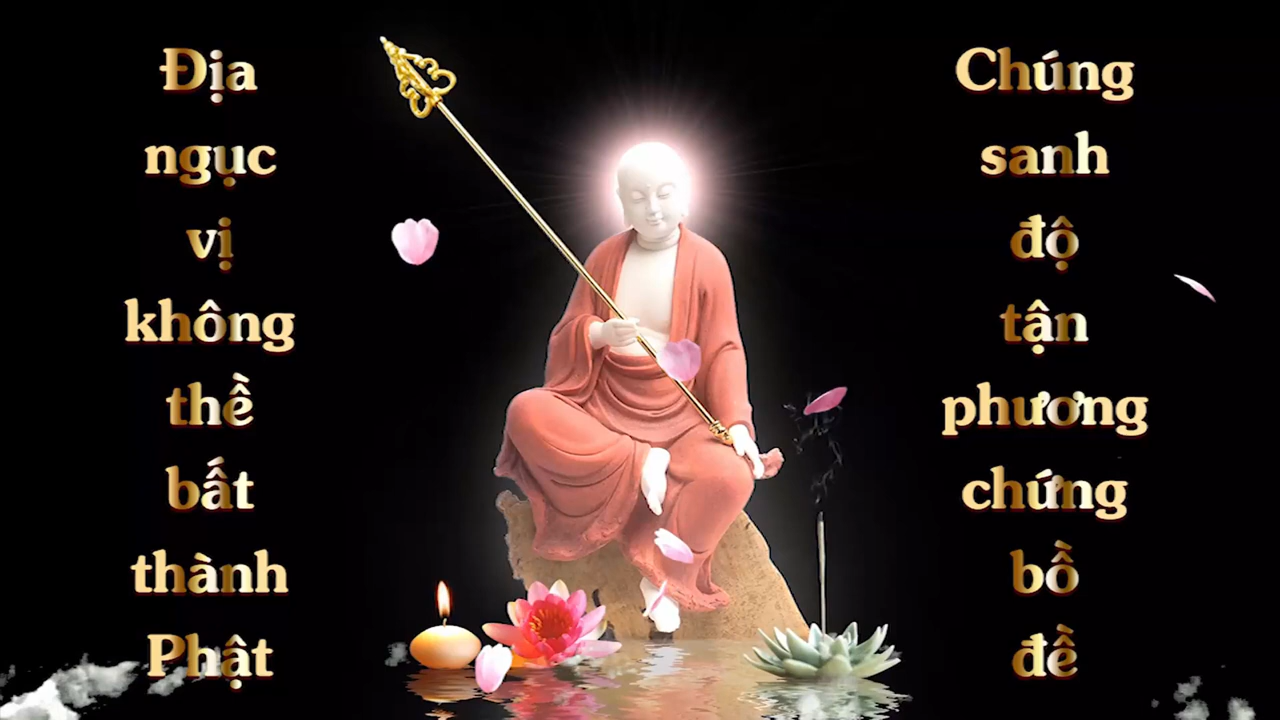 Địa
ngục
vị
không
thề
bất
thành
Phật
Chúng
sanh
độ
tận
phương
chứng
bồ
đề